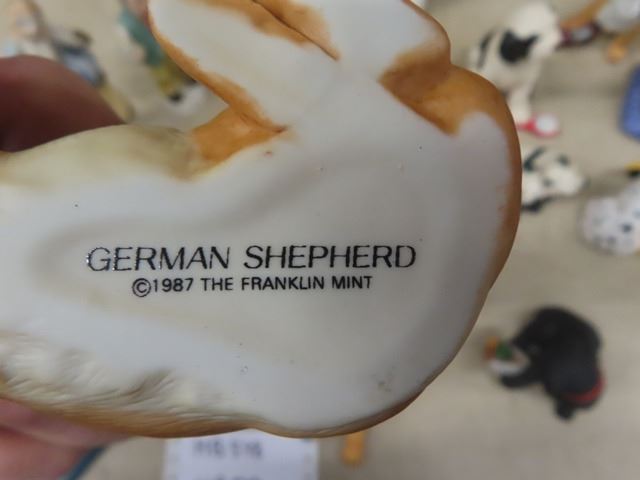 GERMAN SHEPHERD
©1987 THE FRANKLIN MINT